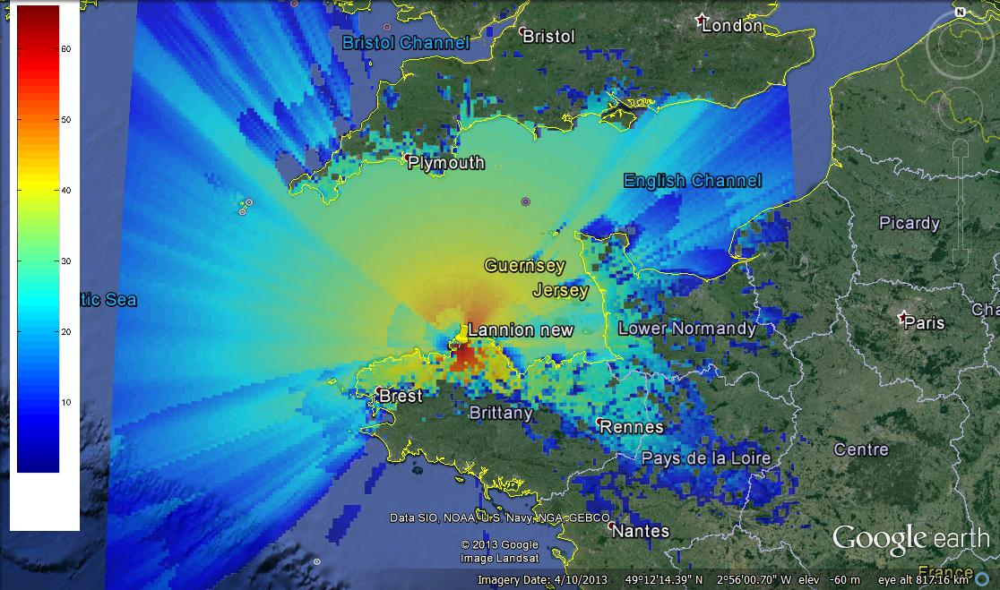 N
London
Bristol
Bristol Channel
60
50
40
30
20
10
Plymouth
English Channel
Picardy
Guernsey
Jersey
tic Sea
Cha
Paris
Lannion new
Lower Normandy
Brest
Brittany
Rennes
Centre
Pays de la Loire
Data SIO, NOAA, U.S. Navy, NGA, GEBCO
Nantes
© 2013 Google
Image Landsat
Google earth
France
Imagery Date: 4/10/2013 49°12'14.39" N 2°56'00.70" W elev -60 m eye alt 817.16 km